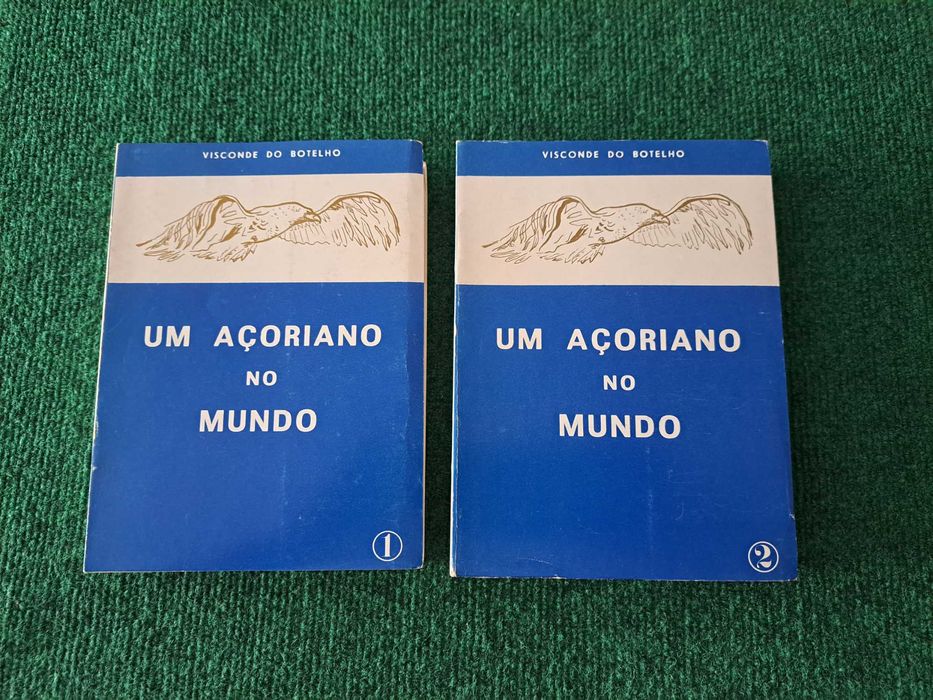 VISCONDE DO BOTELHO
UM AÇORIANO
NO
MUNDO
1
VISCONDE DO BOTELHO
UM AÇORIANO
NO
MUNDO
2